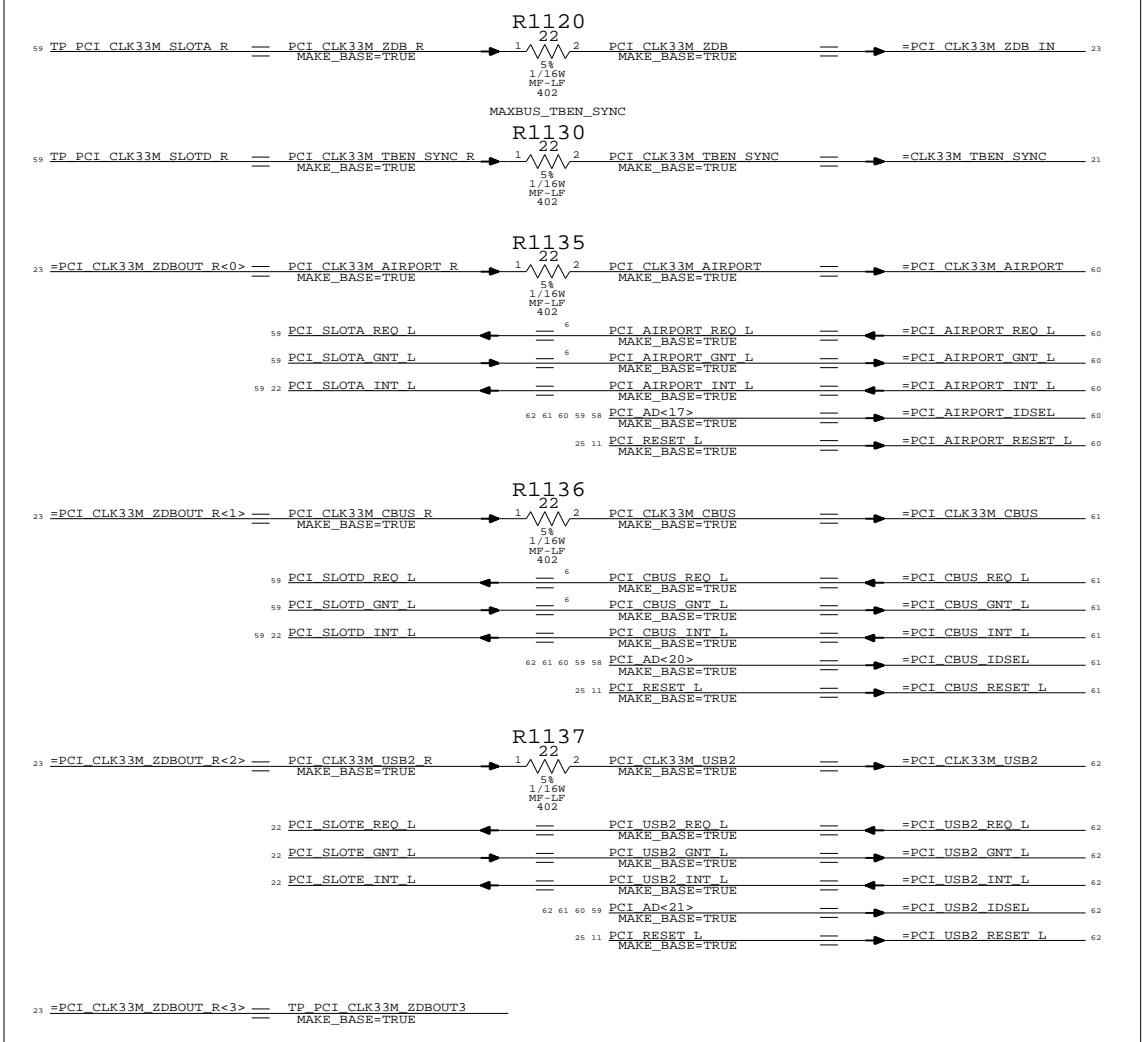 R1120
22
59 TP_PCI_CLK33M_SLOTA_R PCI_CLK33M_ZDB_R 1 2 PCI_CLK33M_ZDB =PCI_CLK33M_ZDB_IN 23
MAKE_BASE=TRUE 5% MAKE_BASE=TRUE
1/16W
MF-LF
402
MAXBUS_TBEN_SYNC
R1130
22
59 TP_PCI_CLK33M_SLOTD_R PCI_CLK33M_TBEN_SYNC_R 1 2 PCI_CLK33M_TBEN_SYNC =CLK33M_TBEN_SYNC 21
MAKE_BASE=TRUE 5% MAKE_BASE=TRUE
1/16W
MF-LF
402
R1135
22
23 =PCI_CLK33M_ZDBOUT_R<0> PCI_CLK33M_AIRPORT_R 1 2 PCI_CLK33M_AIRPORT =PCI_CLK33M_AIRPORT 60
MAKE_BASE=TRUE 5% MAKE_BASE=TRUE
1/16W
MF-LF
402
59 PCI_SLOTA_REQ_L 6 PCI_AIRPORT_REQ_L =PCI_AIRPORT_REQ_L 60
MAKE_BASE=TRUE
59 PCI_SLOTA_GNT_L 6 PCI_AIRPORT_GNT_L =PCI_AIRPORT_GNT_L 60
MAKE_BASE=TRUE
59 22 PCI_SLOTA_INT_L PCI_AIRPORT_INT_L =PCI_AIRPORT_INT_L 60
MAKE_BASE=TRUE
62 61 60 59 58 PCI_AD<17> =PCI_AIRPORT_IDSEL 60
MAKE_BASE=TRUE
25 11 PCI_RESET_L =PCI_AIRPORT_RESET_L 60
MAKE_BASE=TRUE
R1136
22
23 =PCI_CLK33M_ZDBOUT_R<1> PCI_CLK33M_CBUS_R 1 2 PCI_CLK33M_CBUS =PCI_CLK33M_CBUS 61
MAKE_BASE=TRUE 5% MAKE_BASE=TRUE
1/16W
MF-LF
402
59 PCI_SLOTD_REQ_L 6 PCI_CBUS_REQ_L =PCI_CBUS_REQ_L 61
MAKE_BASE=TRUE
59 PCI_SLOTD_GNT_L 6 PCI_CBUS_GNT_L =PCI_CBUS_GNT_L 61
MAKE_BASE=TRUE
59 22 PCI_SLOTD_INT_L PCI_CBUS_INT_L =PCI_CBUS_INT_L 61
MAKE_BASE=TRUE
62 61 60 59 58 PCI_AD<20> =PCI_CBUS_IDSEL 61
MAKE_BASE=TRUE
25 11 PCI_RESET_L =PCI_CBUS_RESET_L 61
MAKE_BASE=TRUE
R1137
22
23 =PCI_CLK33M_ZDBOUT_R<2> PCI_CLK33M_USB2_R 1 2 PCI_CLK33M_USB2 =PCI_CLK33M_USB2 62
MAKE_BASE=TRUE 5% MAKE_BASE=TRUE
1/16W
MF-LF
402
22 PCI_SLOTE_REQ_L PCI_USB2_REQ_L =PCI_USB2_REQ_L 62
MAKE_BASE=TRUE
22 PCI_SLOTE_GNT_L PCI_USB2_GNT_L =PCI_USB2_GNT_L 62
MAKE_BASE=TRUE
22 PCI_SLOTE_INT_L PCI_USB2_INT_L =PCI_USB2_INT_L 62
MAKE_BASE=TRUE
62 61 60 59 PCI_AD<21> =PCI_USB2_IDSEL 62
MAKE_BASE=TRUE
25 11 PCI_RESET_L =PCI_USB2_RESET_L 62
MAKE_BASE=TRUE
23 =PCI_CLK33M_ZDBOUT_R<3> TP_PCI_CLK33M_ZDBOUT3
MAKE_BASE=TRUE